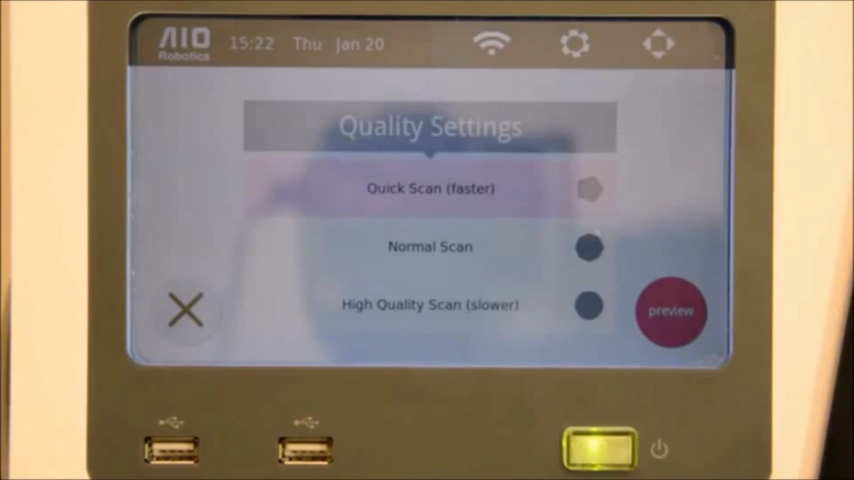 AIO
Robotics
15:22 Thu Jan 20
Quality Settings
Quick Scan (faster)
Normal Scan
High Quality Scan (slower)
preview